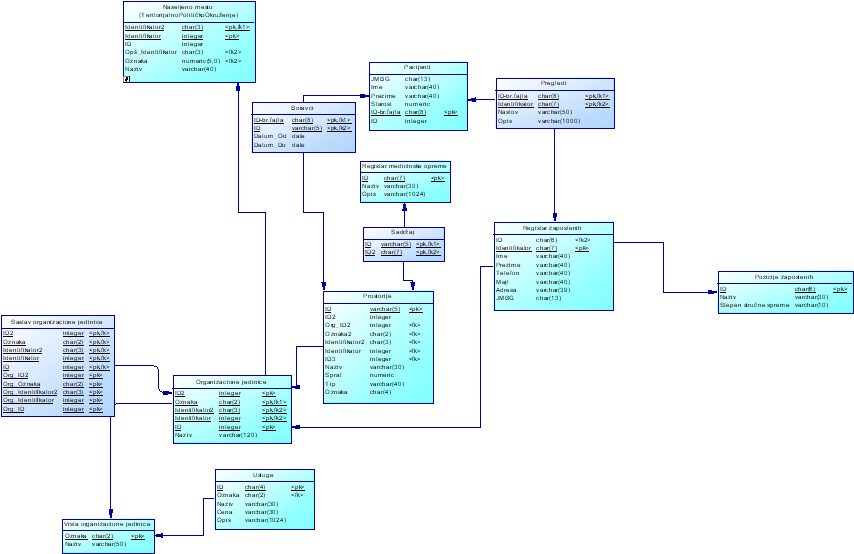 Naseljeno mesto
(TeritorijalnoPolitičkoOkruženje)
Identifikator2 char(3) <pk,fk1>
Identifikator integer <pk>
ID integer
Opš_Identifikator char(3) <fk2>
Oznaka numeric(5,0) <fk2>
Naziv varchar(40)
Pacijenti
JMBG char(13)
Ime varchar(40)
Prezime varchar(40)
Starost numeric
ID-br.fajla char(8) <pk>
ID integer
Pregledi
ID-br.fajla char(8) <pk,fk1>
Identifikator char(7) <pk,fk2>
Naslov varchar(50)
Opis varchar(1000)
Boravci
ID-br.fajla char(8) <pk,fk1>
ID varchar(5) <pk,fk2>
Datum_Od date
Datum_Do date
Registar medicinske opreme
ID char(7) <pk>
Naziv varchar(30)
Opis varchar(1024)
Sadržaj
ID varchar(5) <pk,fk1>
ID2 char(7) <pk,fk2>
Registar zaposlenih
ID char(6) <fk2>
Identifikator char(7) <pk>
Ime varchar(40)
Prezime varchar(40)
Telefon varchar(40)
Mejl varchar(40)
Adresa varchar(39)
JMBG char(13)
Pozicije zaposlenih
ID char(6) <pk>
Naziv varchar(30)
Stepen stručne spreme varchar(10)
Prostorije
ID varchar(5) <pk>
ID2 integer
Org_ID2 integer <fk>
Oznaka2 char(2) <fk>
Identifikator2 char(3) <fk>
Identifikator integer <fk>
ID3 integer <fk>
Naziv varchar(30)
Sprat numeric
Tip varchar(40)
Oznaka char(4)
Sastav organizacione jedinice
ID2 integer <pk,fk>
Oznaka char(2) <pk,fk>
Identifikator2 char(3) <pk,fk>
Identifikator integer <pk,fk>
ID integer <pk,fk>
Org_ID2 integer <pk,fk>
Org_Oznaka char(2) <pk,fk>
Org_Identifikator2 char(3) <pk,fk>
Org_Identifikator integer <pk,fk>
Org_ID integer <pk,fk>
Organizacione jedinice
ID2 integer <pk>
Oznaka char(2) <pk,fk1>
Identifikator2 char(3) <pk,fk2>
Identifikator integer <pk,fk2>
ID integer <pk>
Naziv varchar(120)
Usluge
ID char(4) <pk>
Oznaka char(2) <fk>
Naziv varchar(30)
Cena varchar(30)
Opis varchar(1024)
Vrsta organizacione jedinice
Oznaka char(2) <pk>
Naziv varchar(50)